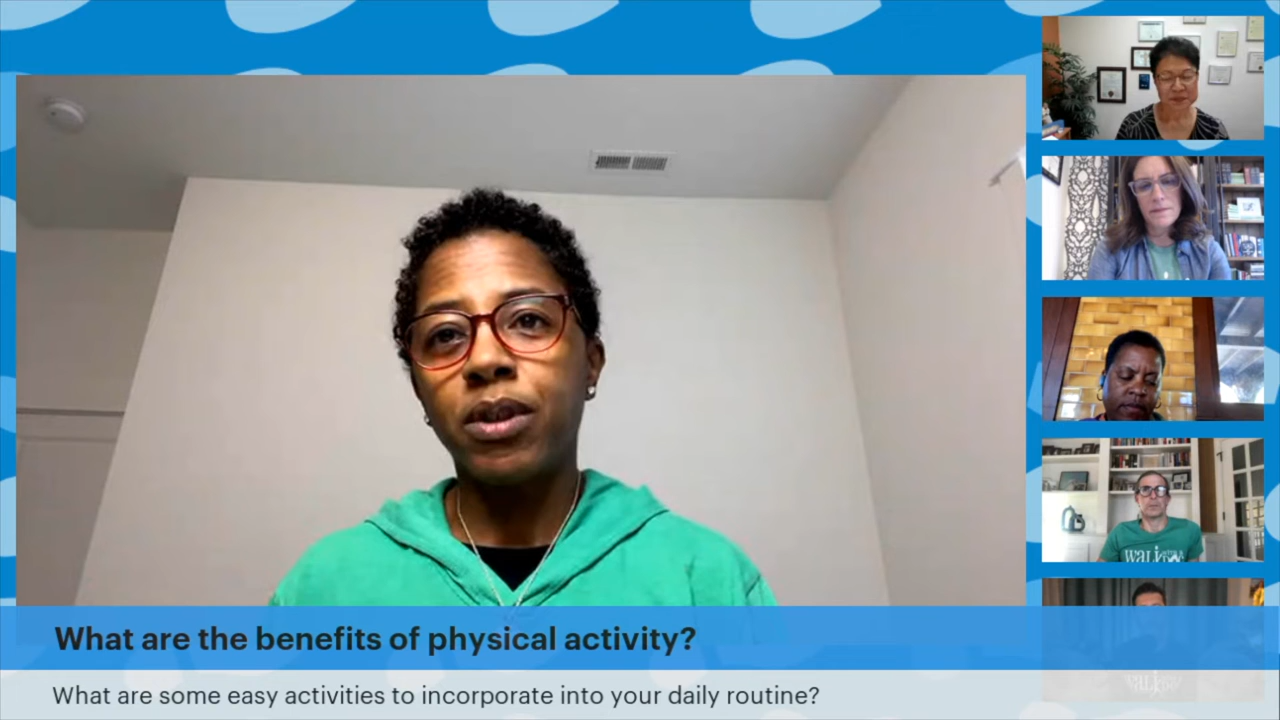 What are the benefits of physical activity?
What are some easy activities to incorporate into your daily routine?